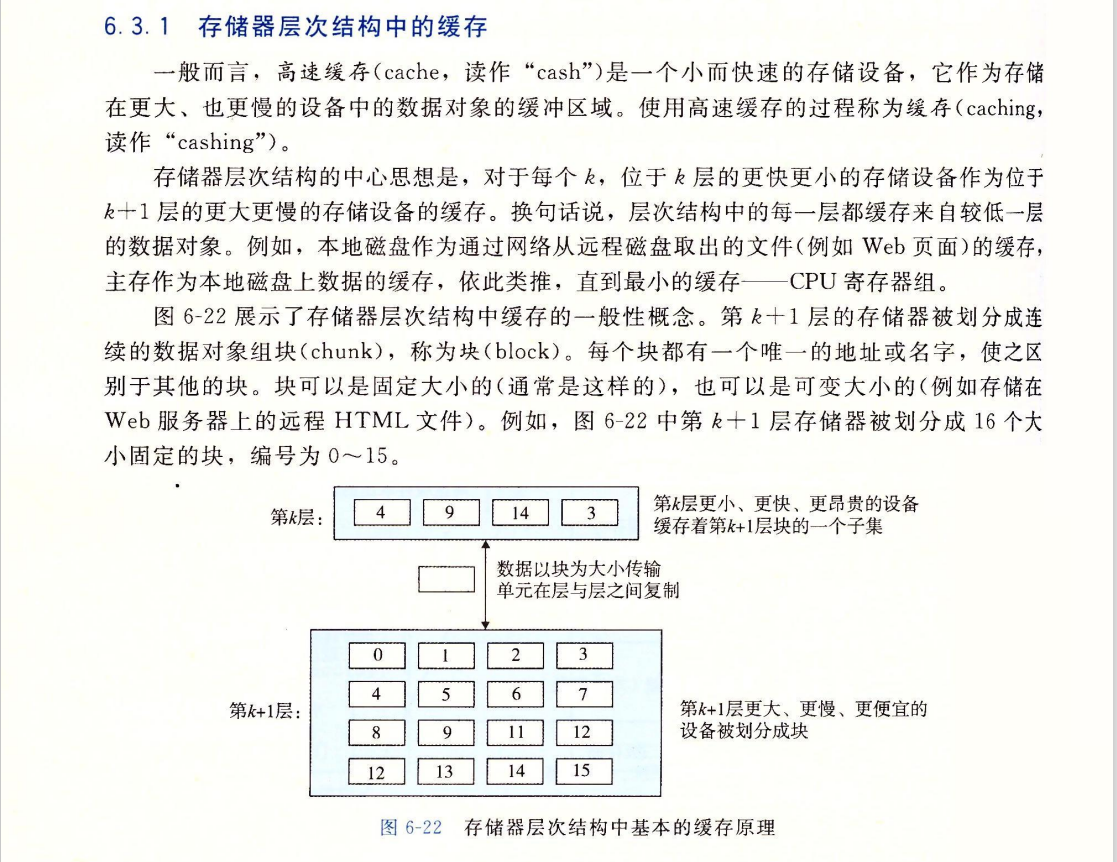 6.3.1 存储器层次结构中的缓存
一般而言，高速缓存(cache，读作“cash”)是一个小而快速的存储设备，它作为存储
在更大、也更慢的设备中的数据对象的缓冲区域。使用高速缓存的过程称为缓存(caching，
读作“cashing”)。
存储器层次结构的中心思想是，对于每个 k，位于 k 层的更快更小的存储设备作为位于
k+1 层的更大更慢的存储设备的缓存。换句话说，层次结构中的每一层都缓存来自较低一层
的数据对象。例如，本地磁盘作为通过网络从远程磁盘取出的文件(例如 Web 页面)的缓存，
主存作为本地磁盘上数据的缓存，依此类推，直到最小的缓存——CPU 寄存器组。
图 6-22 展示了存储器层次结构中缓存的一般性概念。第 k+1 层的存储器被划分成连
续的数据对象组块(chunk)，称为块(block)。每个块都有一个唯一的地址或名字，使之区
别于其他的块。块可以是固定大小的(通常是这样的)，也可以是可变大小的(例如存储在
Web 服务器上的远程 HTML 文件)。例如，图 6-22 中第 k+1 层存储器被划分成 16 个大
小固定的块，编号为 0～15。
第k层：
4 9 14 3
第k层更小、更快、更昂贵的设备
缓存着第k+1层块的一个子集
数据以块为大小传输
单元在层与层之间复制
0 1 2 3
4 5 6 7
第k+1层：
8 9 11 12
12 13 14 15
第k+1层更大、更慢、更便宜的
设备被划分成块
图 6-22 存储器层次结构中基本的缓存原理